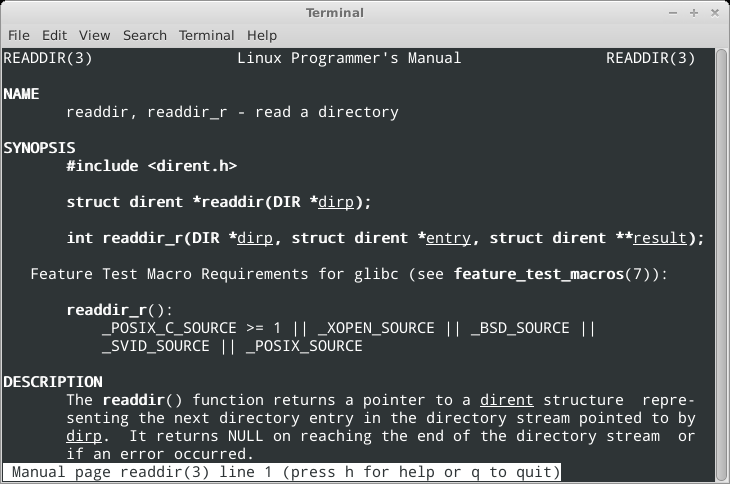 Terminal
File Edit View Search Terminal Help
READDIR(3) Linux Programmer's Manual READDIR(3)
NAME
readdir, readdir_r - read a directory
SYNOPSIS
#include <dirent.h>
struct dirent *readdir(DIR *dirp);
int readdir_r(DIR *dirp, struct dirent *entry, struct dirent **result);
Feature Test Macro Requirements for glibc (see feature_test_macros(7)):
readdir_r():
_POSIX_C_SOURCE >= 1 || _XOPEN_SOURCE || _BSD_SOURCE ||
_SVID_SOURCE || _POSIX_SOURCE
DESCRIPTION
The readdir() function returns a pointer to a dirent structure repre-
senting the next directory entry in the directory stream pointed to by
dirp. It returns NULL on reaching the end of the directory stream or
if an error occurred.
Manual page readdir(3) line 1 (press h for help or q to quit)